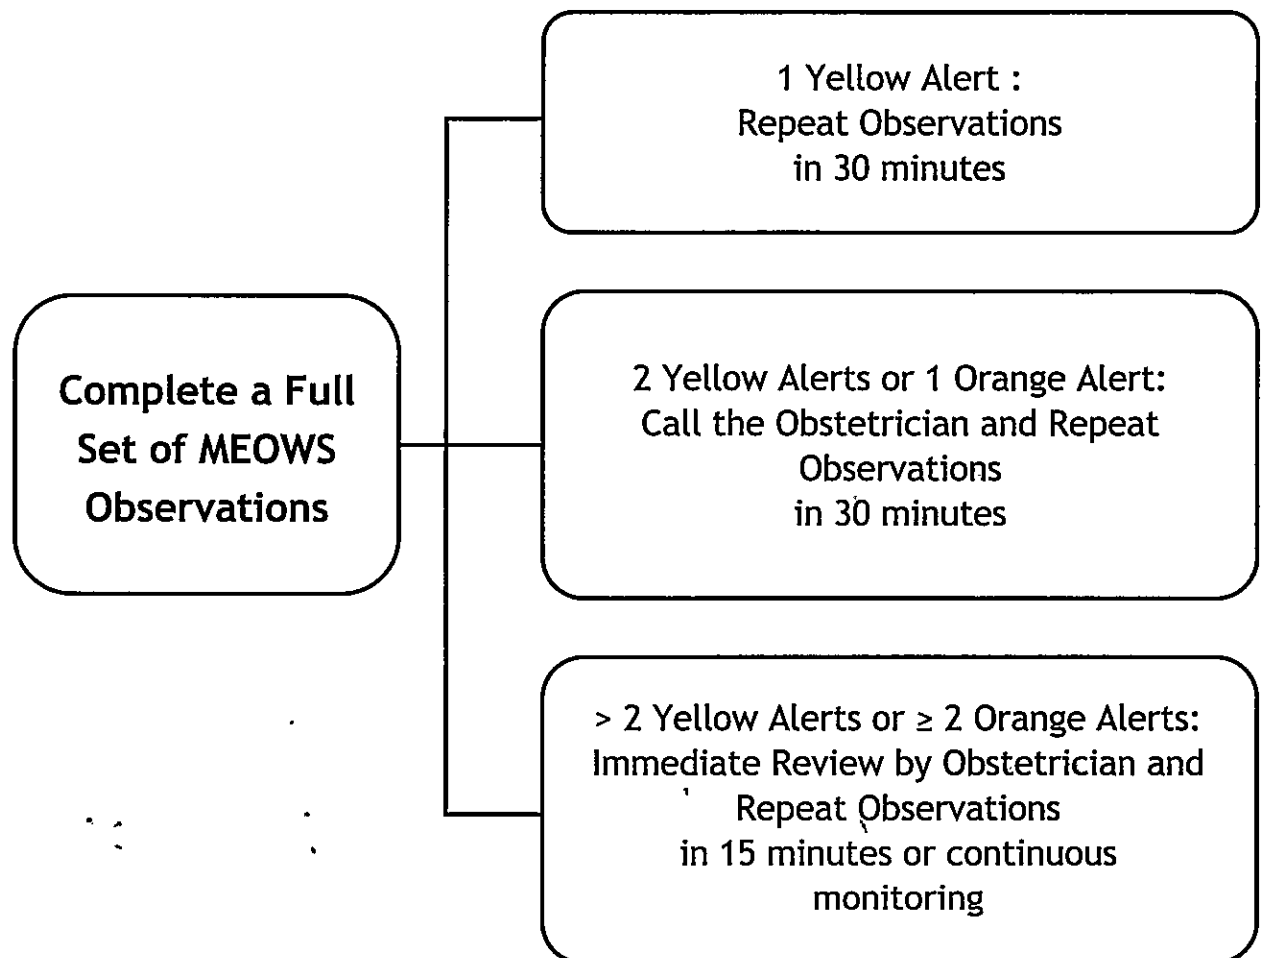 Complete a Full
Set of MEOWS
Observations
1 Yellow Alert :
Repeat Observations
in 30 minutes
2 Yellow Alerts or 1 Orange Alert:
Call the Obstetrician and Repeat
Observations
in 30 minutes
> 2 Yellow Alerts or ≥ 2 Orange Alerts:
Immediate Review by Obstetrician and
Repeat Observations
in 15 minutes or continuous
monitoring